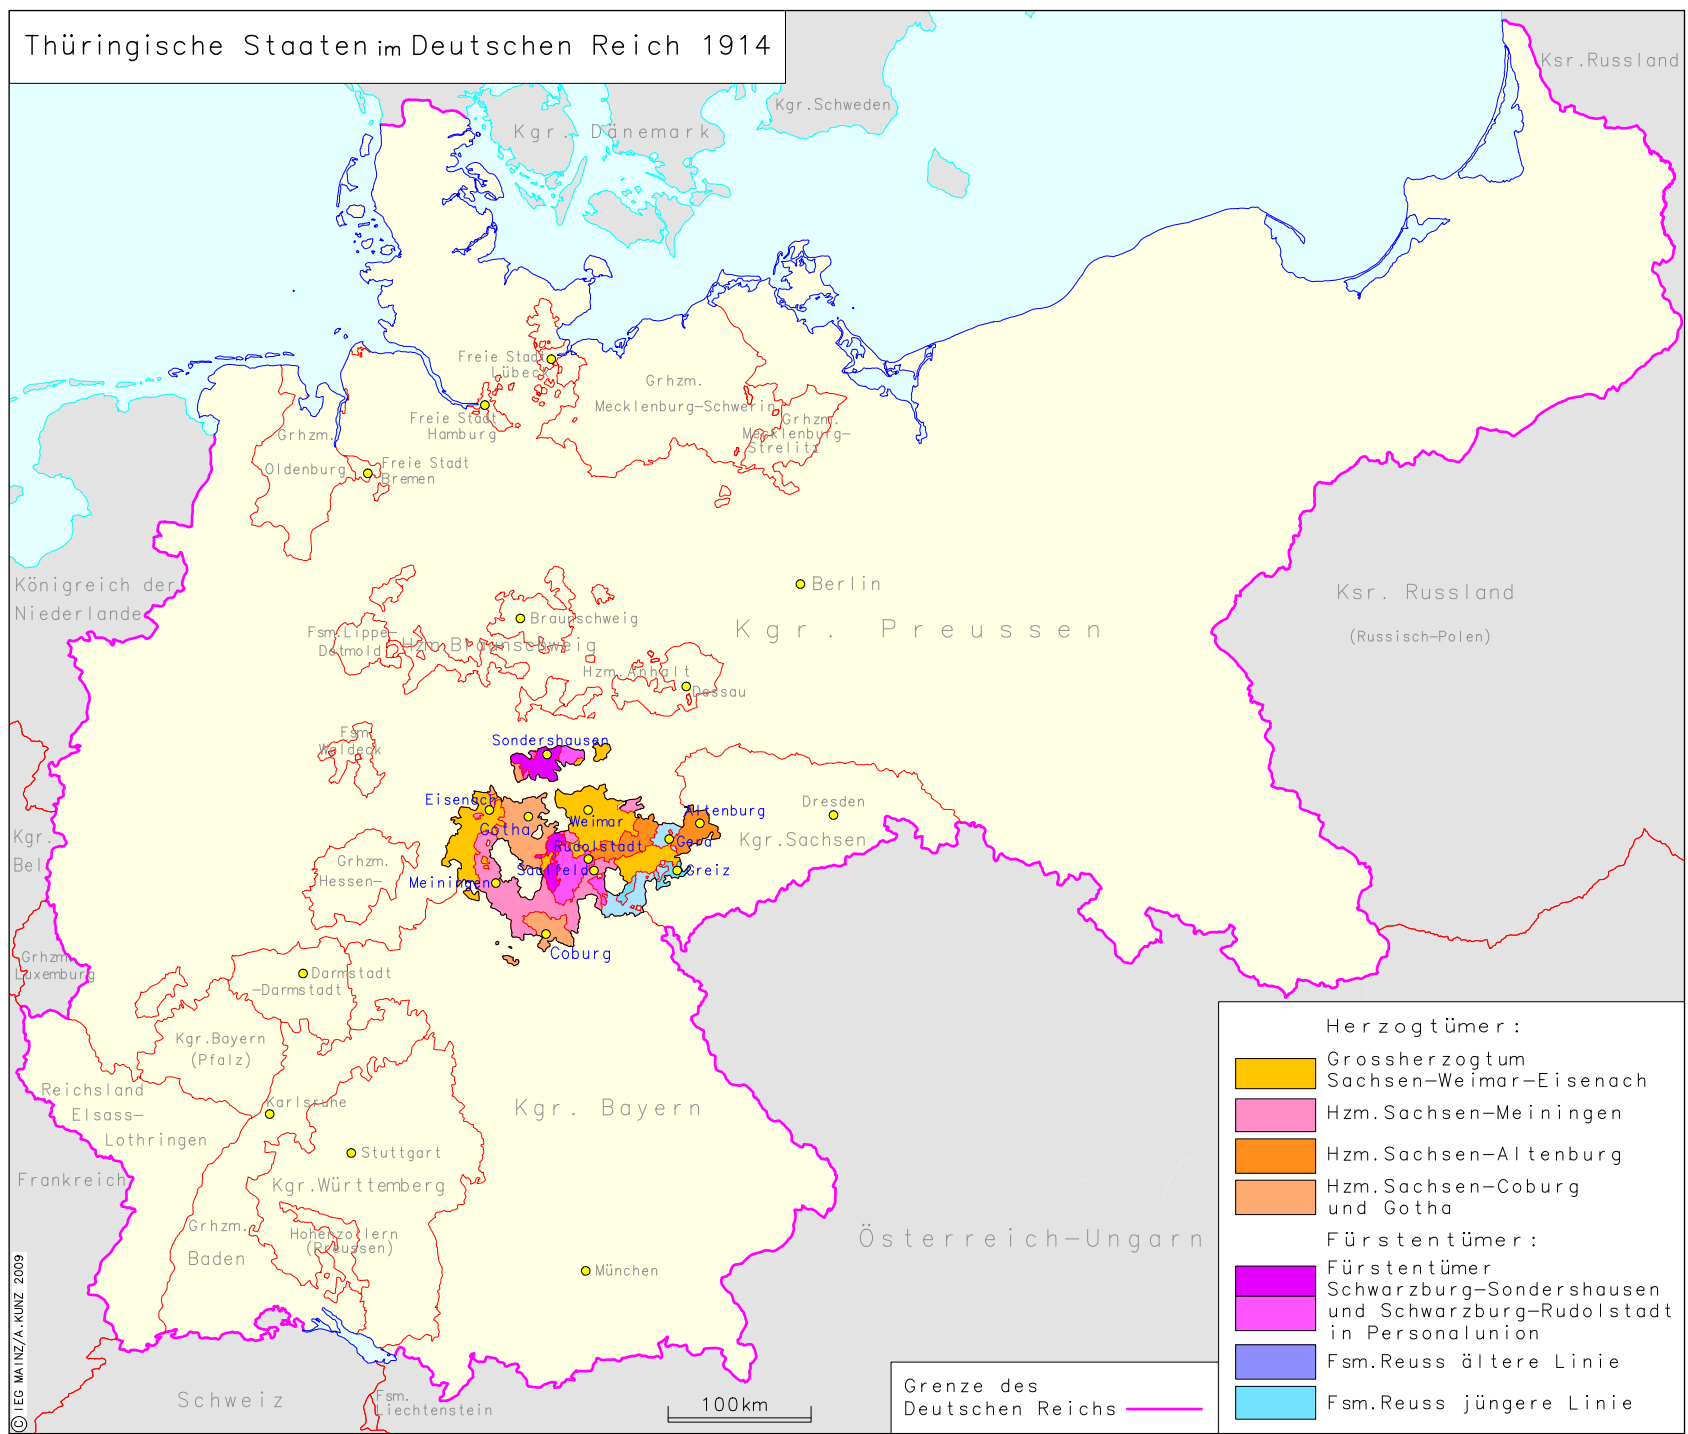 Thüringische Staaten im Deutschen Reich 1914
Ksr.Russland
Kgr.Schweden
Kgr. Dänemark
Freie Stadt
Lübeck
Grhzm.
Mecklenburg-Schwerin
Freie Stadt
Hamburg
Grhzm.
Mecklenburg-
Strelitz
Grhzm.
Oldenburg
Freie Stadt
Bremen
Königreich der
Niederlande
Berlin
Ksr. Russland
(Russisch-Polen)
Braunschweig
Kgr. Preussen
Fsm.Lippe-
Detmold
Hzm.Braunschweig
Hzm.Anhalt
Dessau
Fsm.
Waldeck
Sondershausen
Eisenach
Gotha
Weimar
Altenburg
Dresden
Kgr.Sachsen
Gera
Rudolstadt
Saalfeld
Greiz
Meiningen
Coburg
Kgr.
Bel
Grhzm.
Hessen-
Grhzm.
Luxemburg
Darmstadt
-Darmstadt
Kgr.Bayern
(Pfalz)
Reichsland
Elsass-
Lothringen
Karlsruhe
Kgr. Bayern
Stuttgart
Kgr.Württemberg
Frankreich
Grhzm.
Baden
Hohenzollern
(Preussen)
München
Österreich-Ungarn
Schweiz
Fsm.
Liechtenstein
Herzogtümer:
Grossherzogtum
Sachsen-Weimar-Eisenach
Hzm.Sachsen-Meiningen
Hzm.Sachsen-Altenburg
Hzm.Sachsen-Coburg
und Gotha
Fürstentümer:
Fürstentümer
Schwarzburg-Sondershausen
und Schwarzburg-Rudolstadt
in Personalunion
Fsm.Reuss ältere Linie
Fsm.Reuss jüngere Linie
Grenze des
Deutschen Reichs
100km
© IEG MAINZ/A.KUNZ 2009